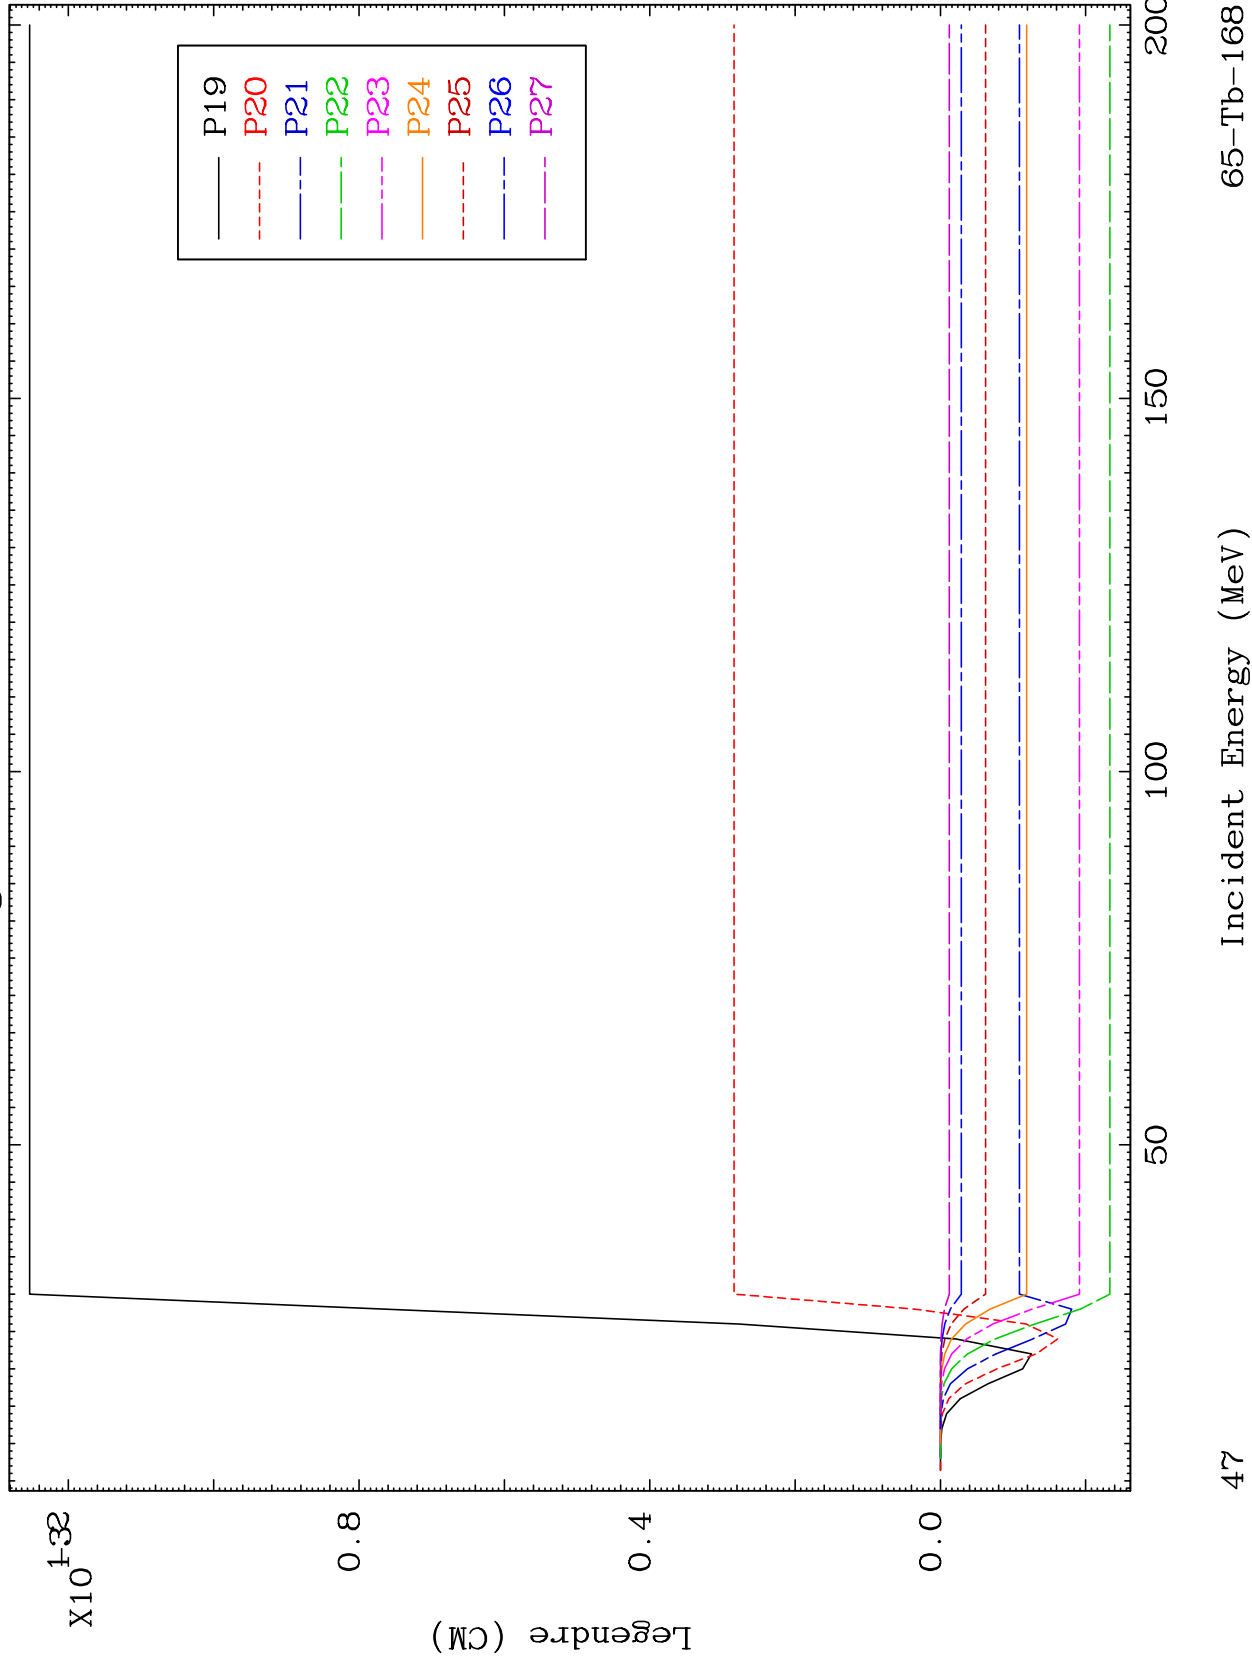 P19
P20
P21
P22
P23
P24
P25
P26
P27
Legendre (CM)
X10
0.8
0.4
0.0
50
100
150
200
Incident Energy (MeV)
47
65-Tb-168